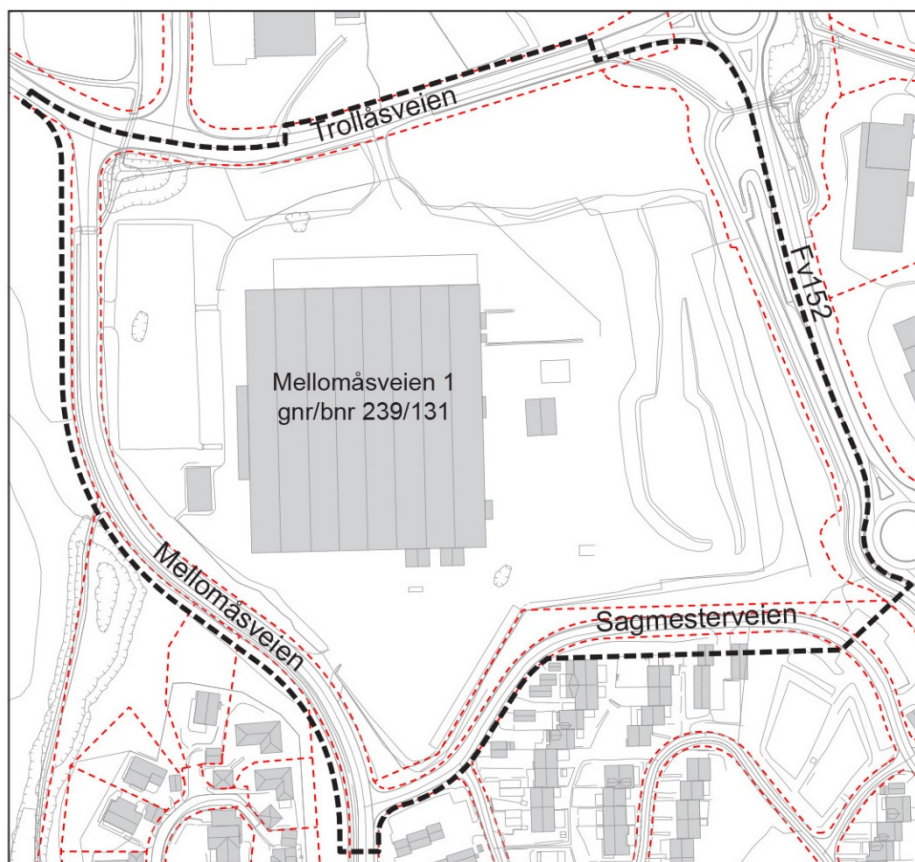 Trollåsveien
Fv152
Mellomåsveien 1
gnr/bnr 239/131
Mellomåsveien
Sagmesterveien